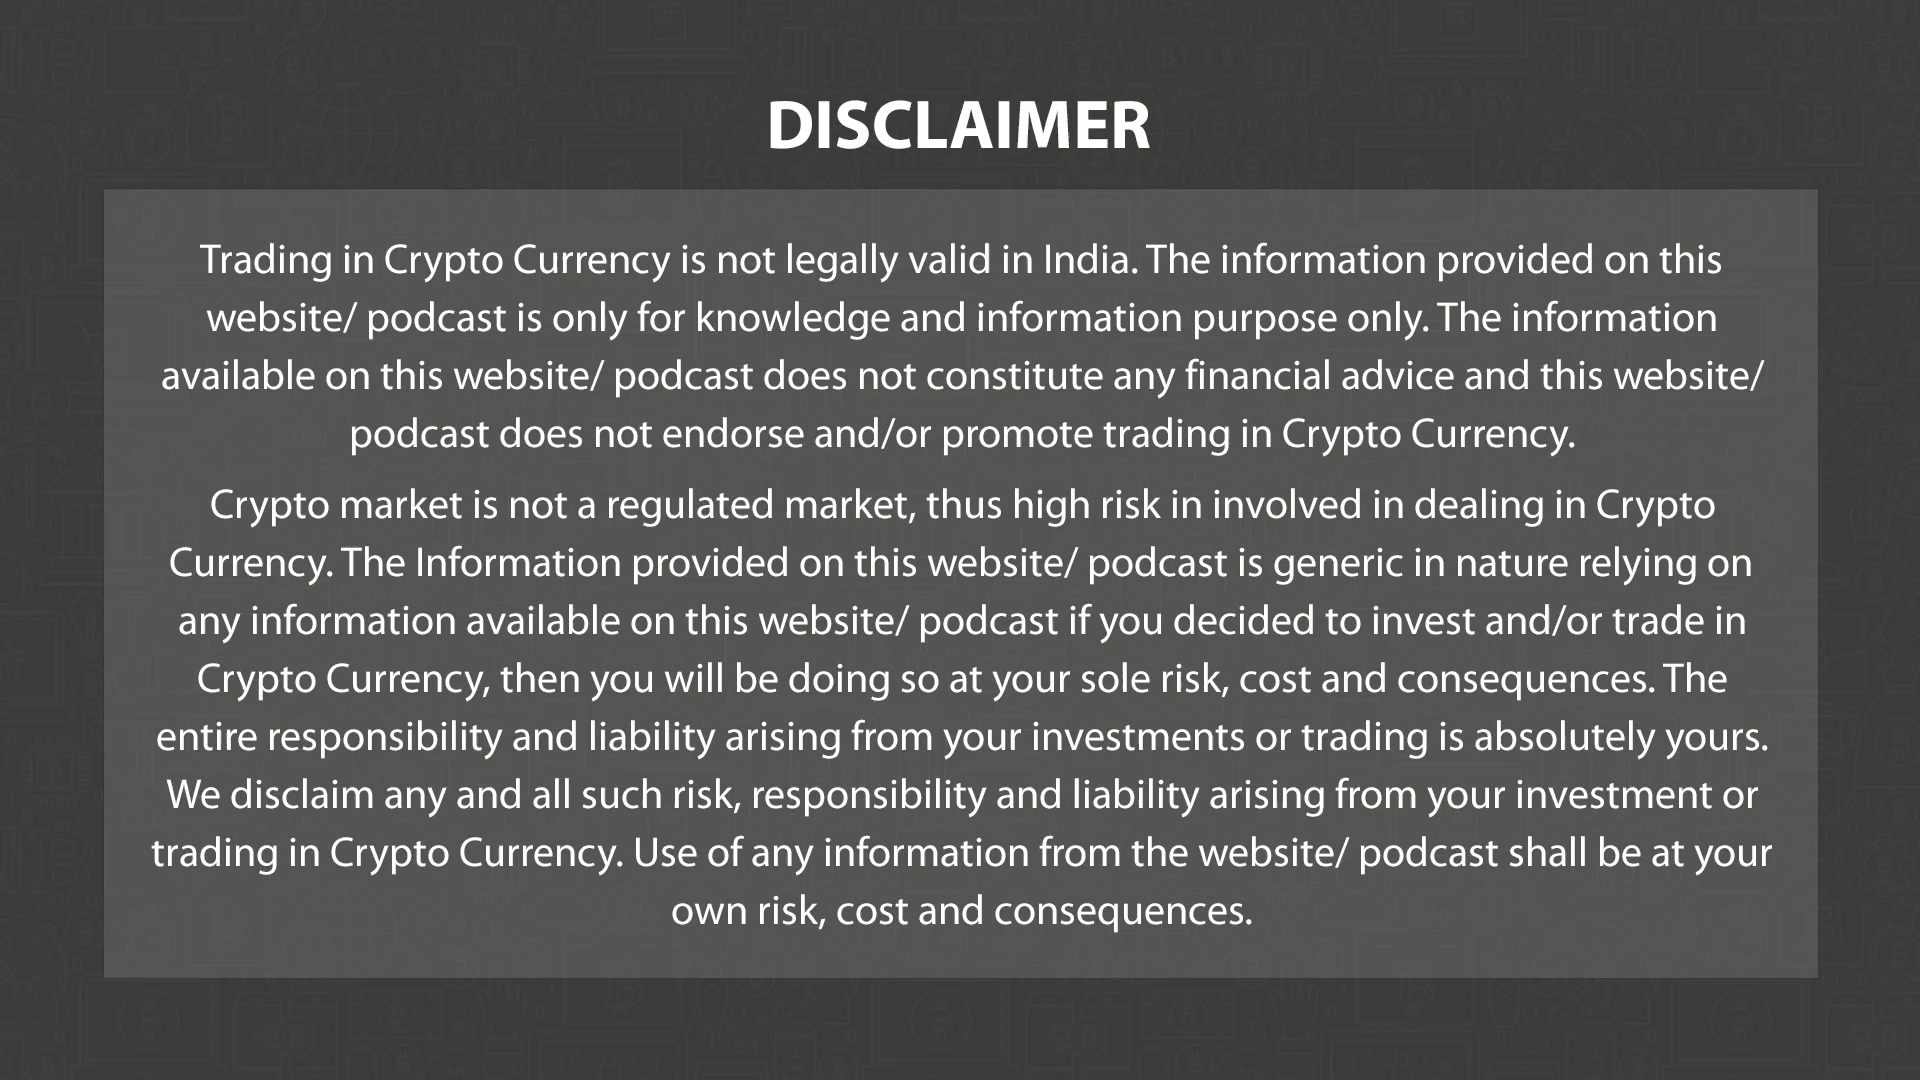 DISCLAIMER
Trading in Crypto Currency is not legally valid in India. The information provided on this
website/ podcast is only for knowledge and information purpose only. The information
available on this website/ podcast does not constitute any financial advice and this website/
podcast does not endorse and/or promote trading in Crypto Currency.
Crypto market is not a regulated market, thus high risk in involved in dealing in Crypto
Currency. The Information provided on this website/ podcast is generic in nature relying on
any information available on this website/ podcast if you decided to invest and/or trade in
Crypto Currency, then you will be doing so at your sole risk, cost and consequences. The
entire responsibility and liability arising from your investments or trading is absolutely yours.
We disclaim any and all such risk, responsibility and liability arising from your investment or
trading in Crypto Currency. Use of any information from the website/ podcast shall be at your
own risk, cost and consequences.